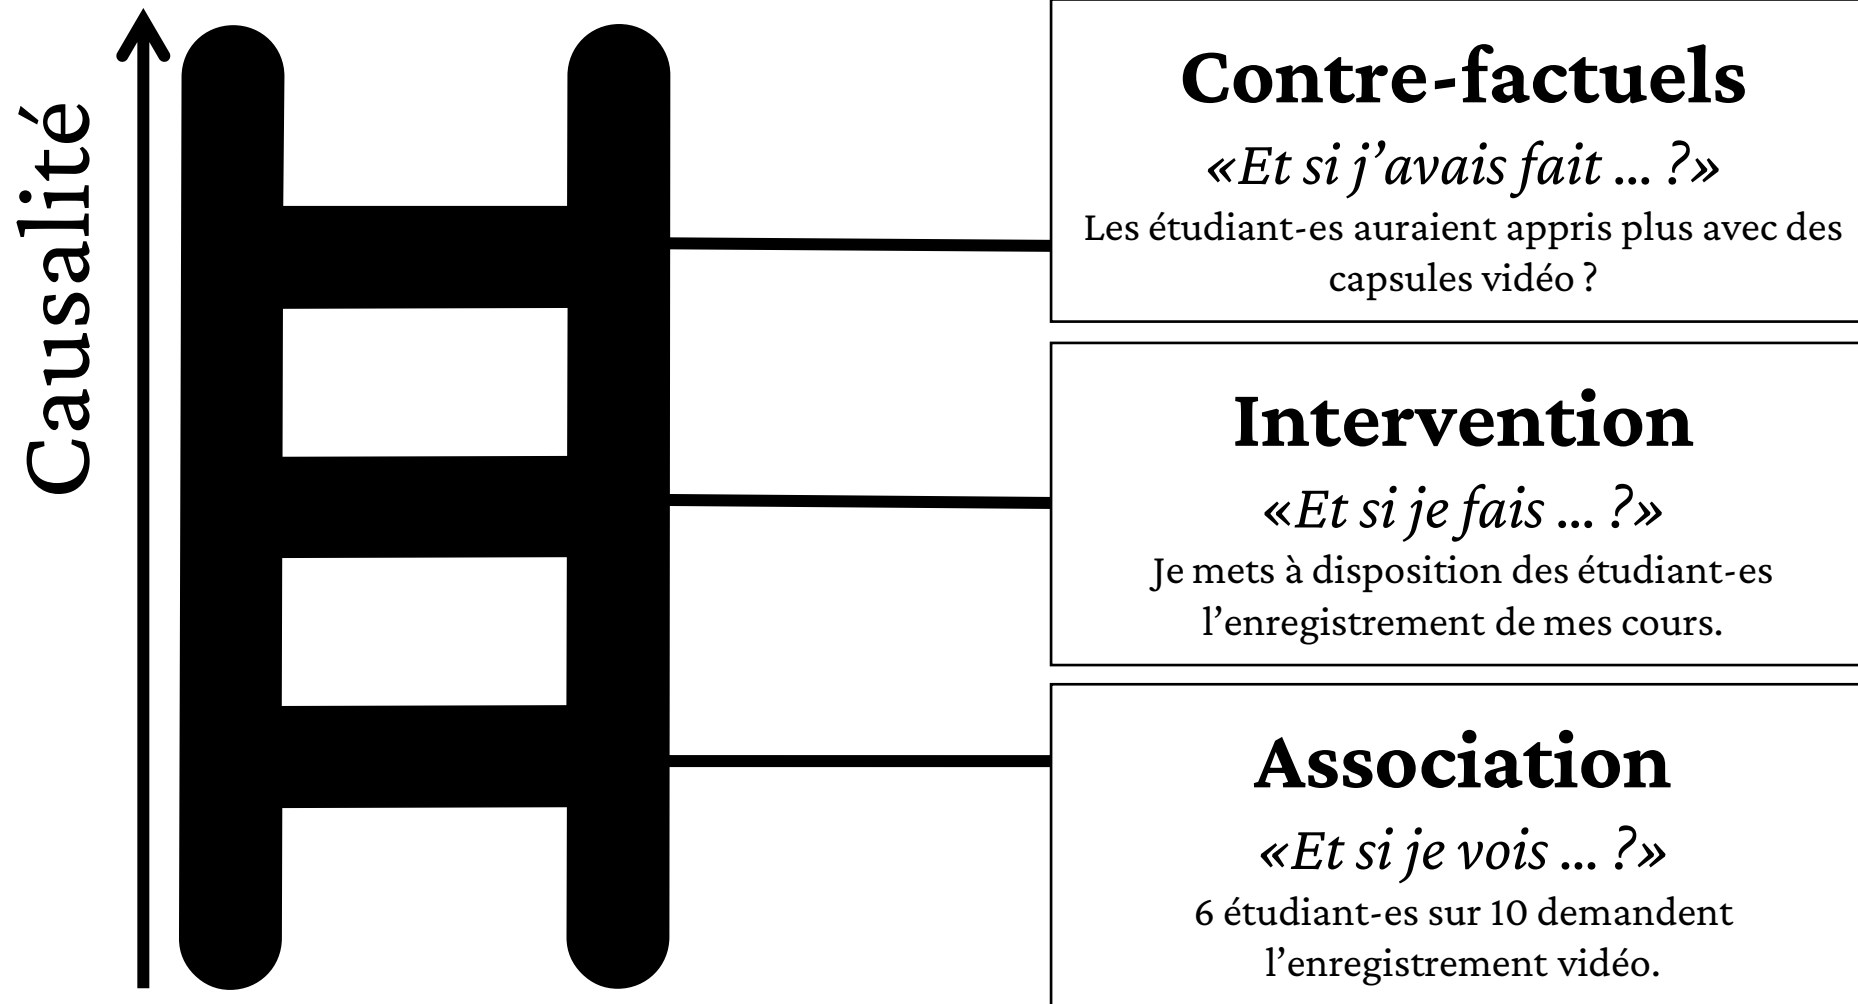 Causalité
Contre-factuels
«Et si j’avais fait ... ?»
Les étudiant-es auraient appris plus avec des
capsules vidéo ?
Intervention
«Et si je fais ... ?»
Je mets à disposition des étudiant-es
l’enregistrement de mes cours.
Association
«Et si je vois ... ?»
6 étudiant-es sur 10 demandent
l’enregistrement vidéo.